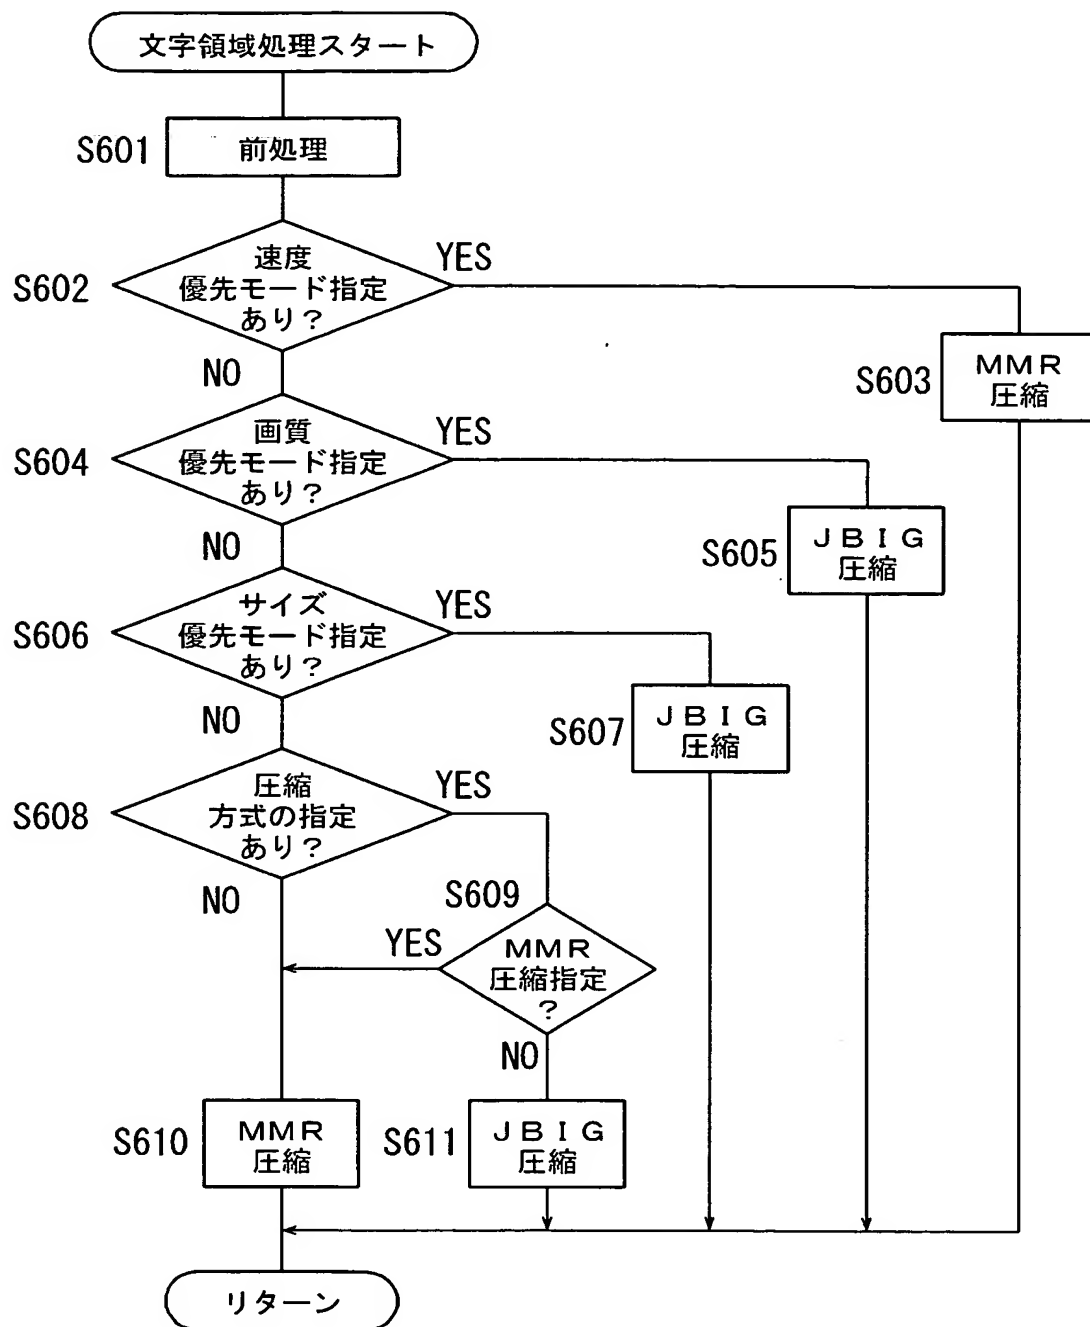 文字領域処理スタート
S601
前処理
S602
速度
優先モード指定
あり？
YES
NO
S603
ＭＭＲ
圧縮
S604
画質
優先モード指定
あり？
YES
NO
S605
ＪＢＩＧ
圧縮
S606
サイズ
優先モード指定
あり？
YES
NO
S607
ＪＢＩＧ
圧縮
S608
圧縮
方式の指定
あり？
YES
NO
S609
ＭＭＲ
圧縮指定
？
YES
NO
S610
ＭＭＲ
圧縮
S611
ＪＢＩＧ
圧縮
リターン